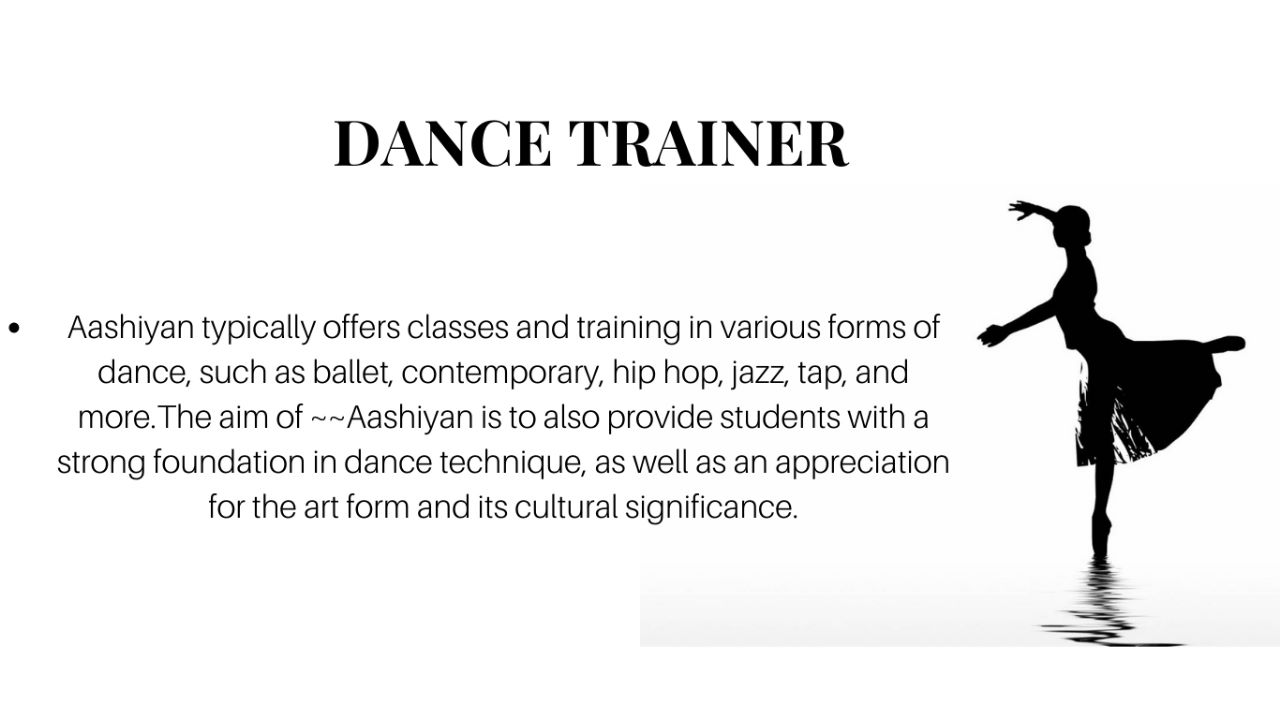 DANCE TRAINER
• Aashiyan typically offers classes and training in various forms of
dance, such as ballet, contemporary, hip hop, jazz, tap, and
more.The aim of ~~Aashiyan is to also provide students with a
strong foundation in dance technique, as well as an appreciation
for the art form and its cultural significance.